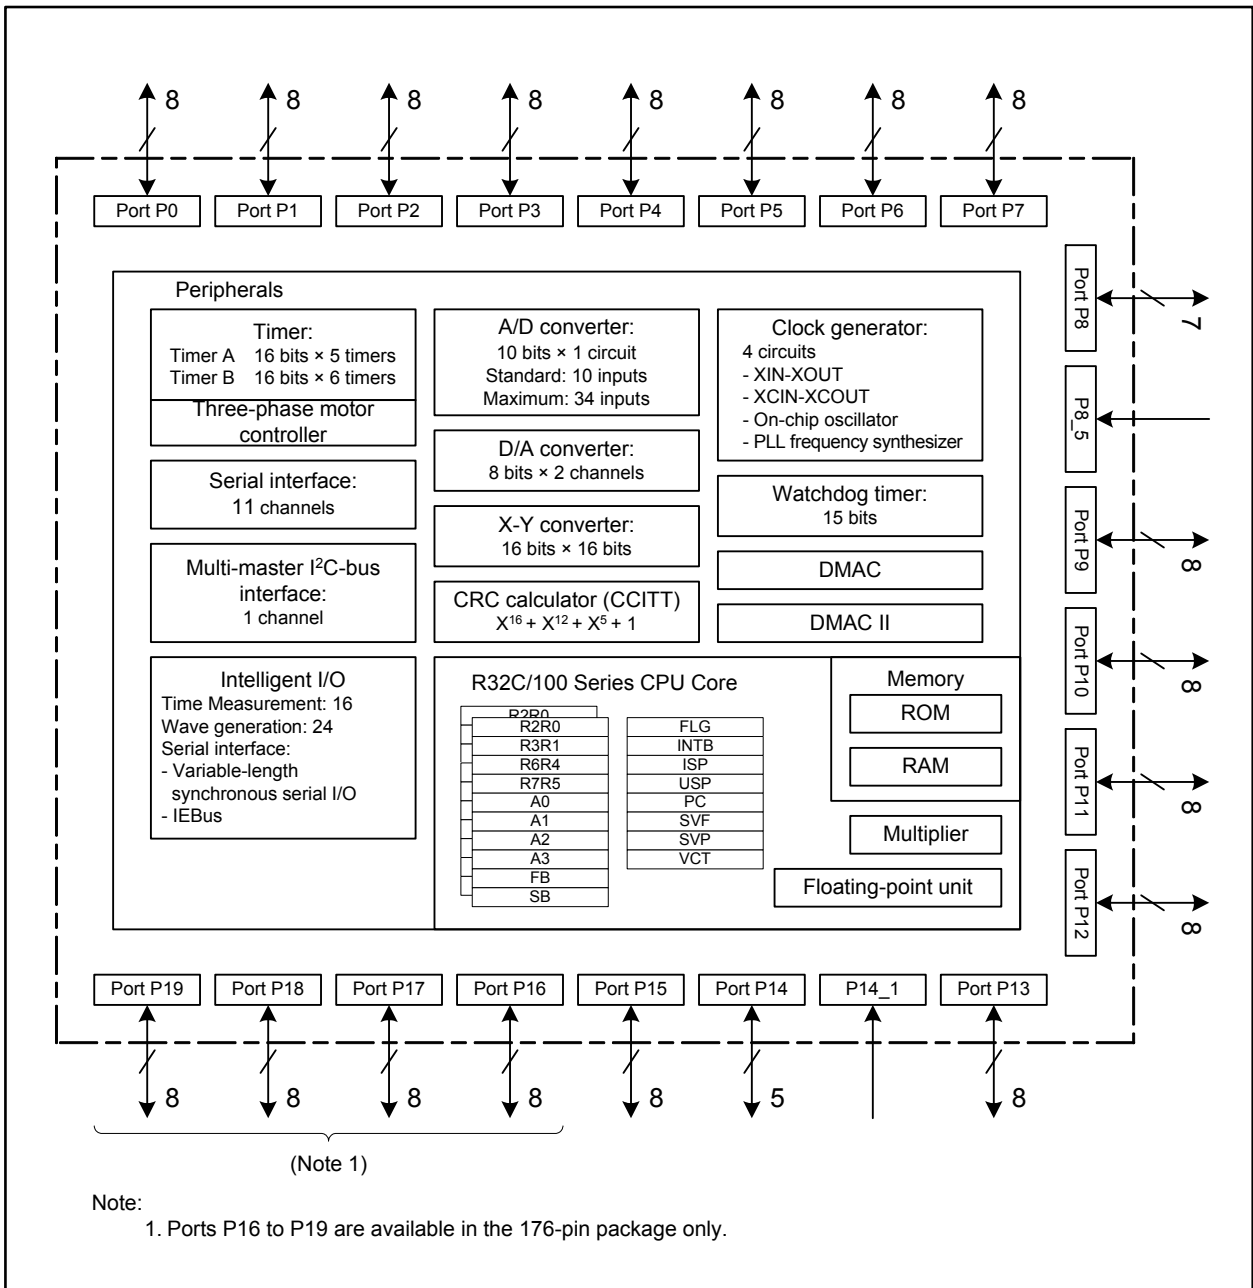 8 8 8 8 8 8 8 8
Port P0 Port P1 Port P2 Port P3 Port P4 Port P5 Port P6 Port P7
Peripherals
Timer:
Timer A 16 bits × 5 timers
Timer B 16 bits × 6 timers
Three-phase motor
controller
Serial interface:
11 channels
Multi-master I²C-bus
interface:
1 channel
Intelligent I/O
Time Measurement: 16
Wave generation: 24
Serial interface:
- Variable-length
synchronous serial I/O
- IEBus
A/D converter:
10 bits × 1 circuit
Standard: 10 inputs
Maximum: 34 inputs
D/A converter:
8 bits × 2 channels
X-Y converter:
16 bits × 16 bits
CRC calculator (CCITT)
X¹⁶ + X¹² + X⁵ + 1
Clock generator:
4 circuits
- XIN-XOUT
- XCIN-XCOUT
- On-chip oscillator
- PLL frequency synthesizer
Watchdog timer:
15 bits
DMAC
DMAC II
R32C/100 Series CPU Core
R2R0
R2R0
R3R1
R6R4
R7R5
A0
A1
A2
A3
FB
SB
FLG
INTB
ISP
USP
PC
SVF
SVP
VCT
Memory
ROM
RAM
Multiplier
Floating-point unit
Port P8
7
P8_5
Port P9
8
Port P10
8
Port P11
8
Port P12
8
Port P19 Port P18 Port P17 Port P16 Port P15 Port P14 P14_1 Port P13
8 8 8 8 8 5 8
(Note 1)
Note:
1. Ports P16 to P19 are available in the 176-pin package only.